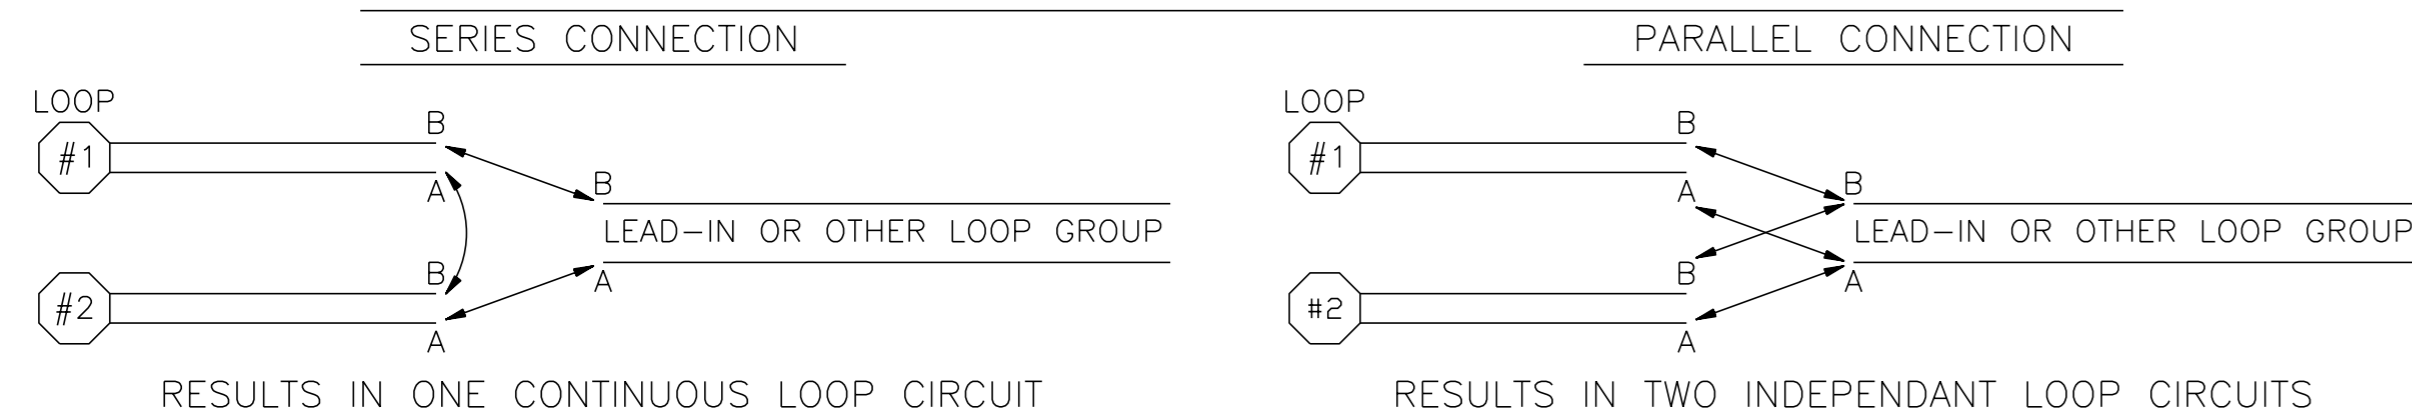 SERIES CONNECTION
LOOP
#1
B
A
B
LEAD-IN OR OTHER LOOP GROUP
A
#2
B
A
RESULTS IN ONE CONTINUOUS LOOP CIRCUIT
PARALLEL CONNECTION
LOOP
#1
B
A
B
LEAD-IN OR OTHER LOOP GROUP
A
#2
B
A
RESULTS IN TWO INDEPENDANT LOOP CIRCUITS